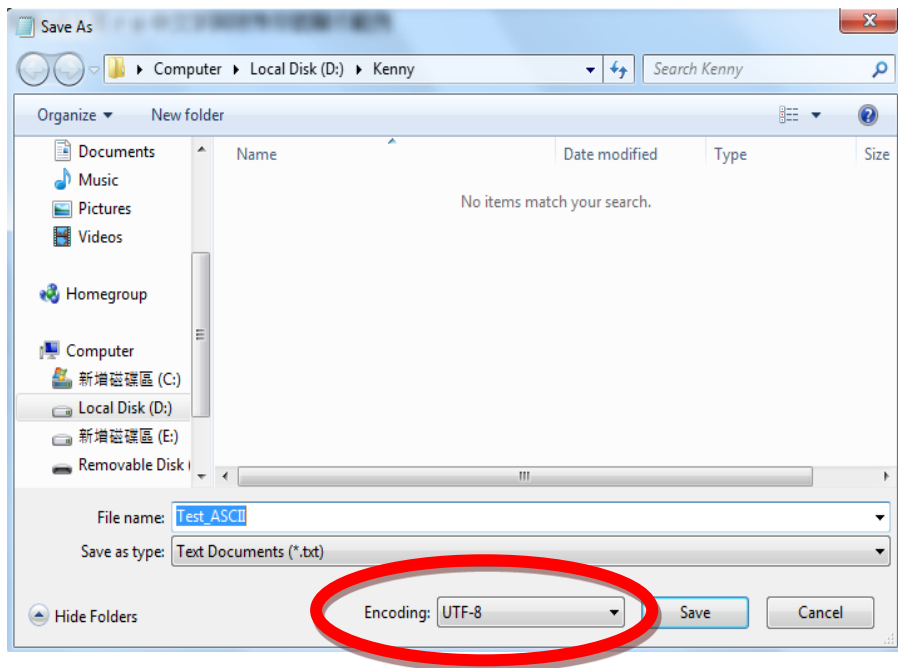 Save As
Computer Local Disk (D:) Kenny
Search Kenny
Organize New folder
Documents
Music
Pictures
Videos
Homegroup
Computer
新增磁碟區 (C:)
Local Disk (D:)
新增磁碟區 (E:)
Removable Disk
Name Date modified Type Size
No items match your search.
File name: Test_ASCII
Save as type: Text Documents (*.txt)
Hide Folders
Encoding: UTF-8
Save Cancel